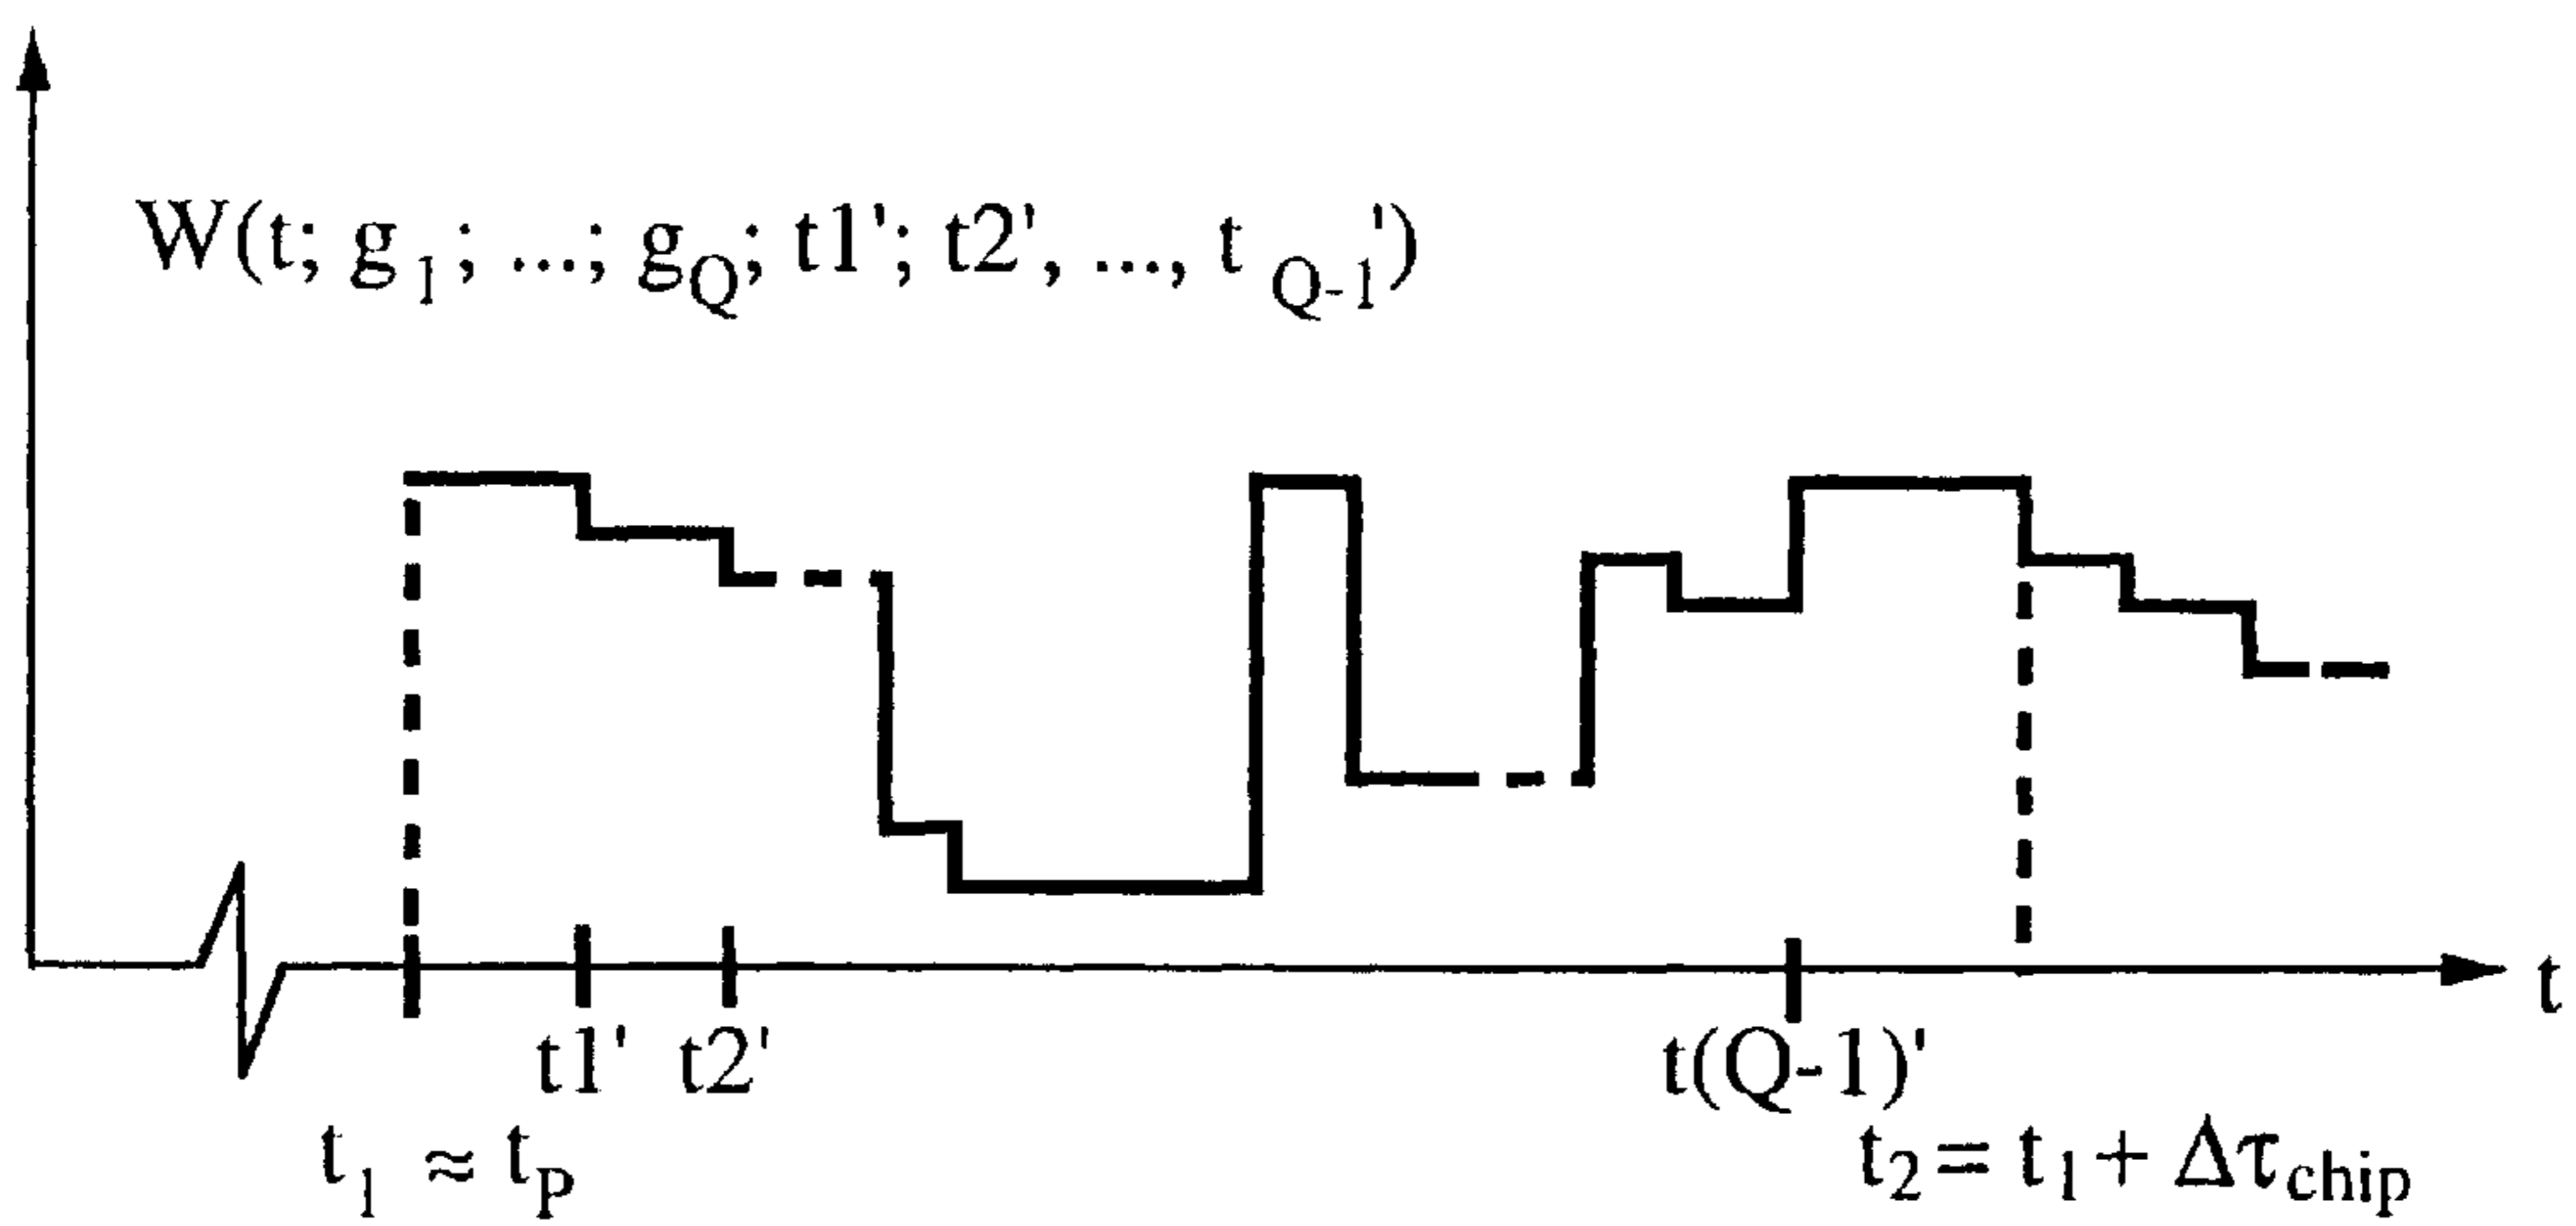 W(t; g1; ...; gQ; t1'; t2', ..., tQ-1')
t
t1' t2' t(Q-1)'
t1 ≈ tP t2 = t1 + Δτchip